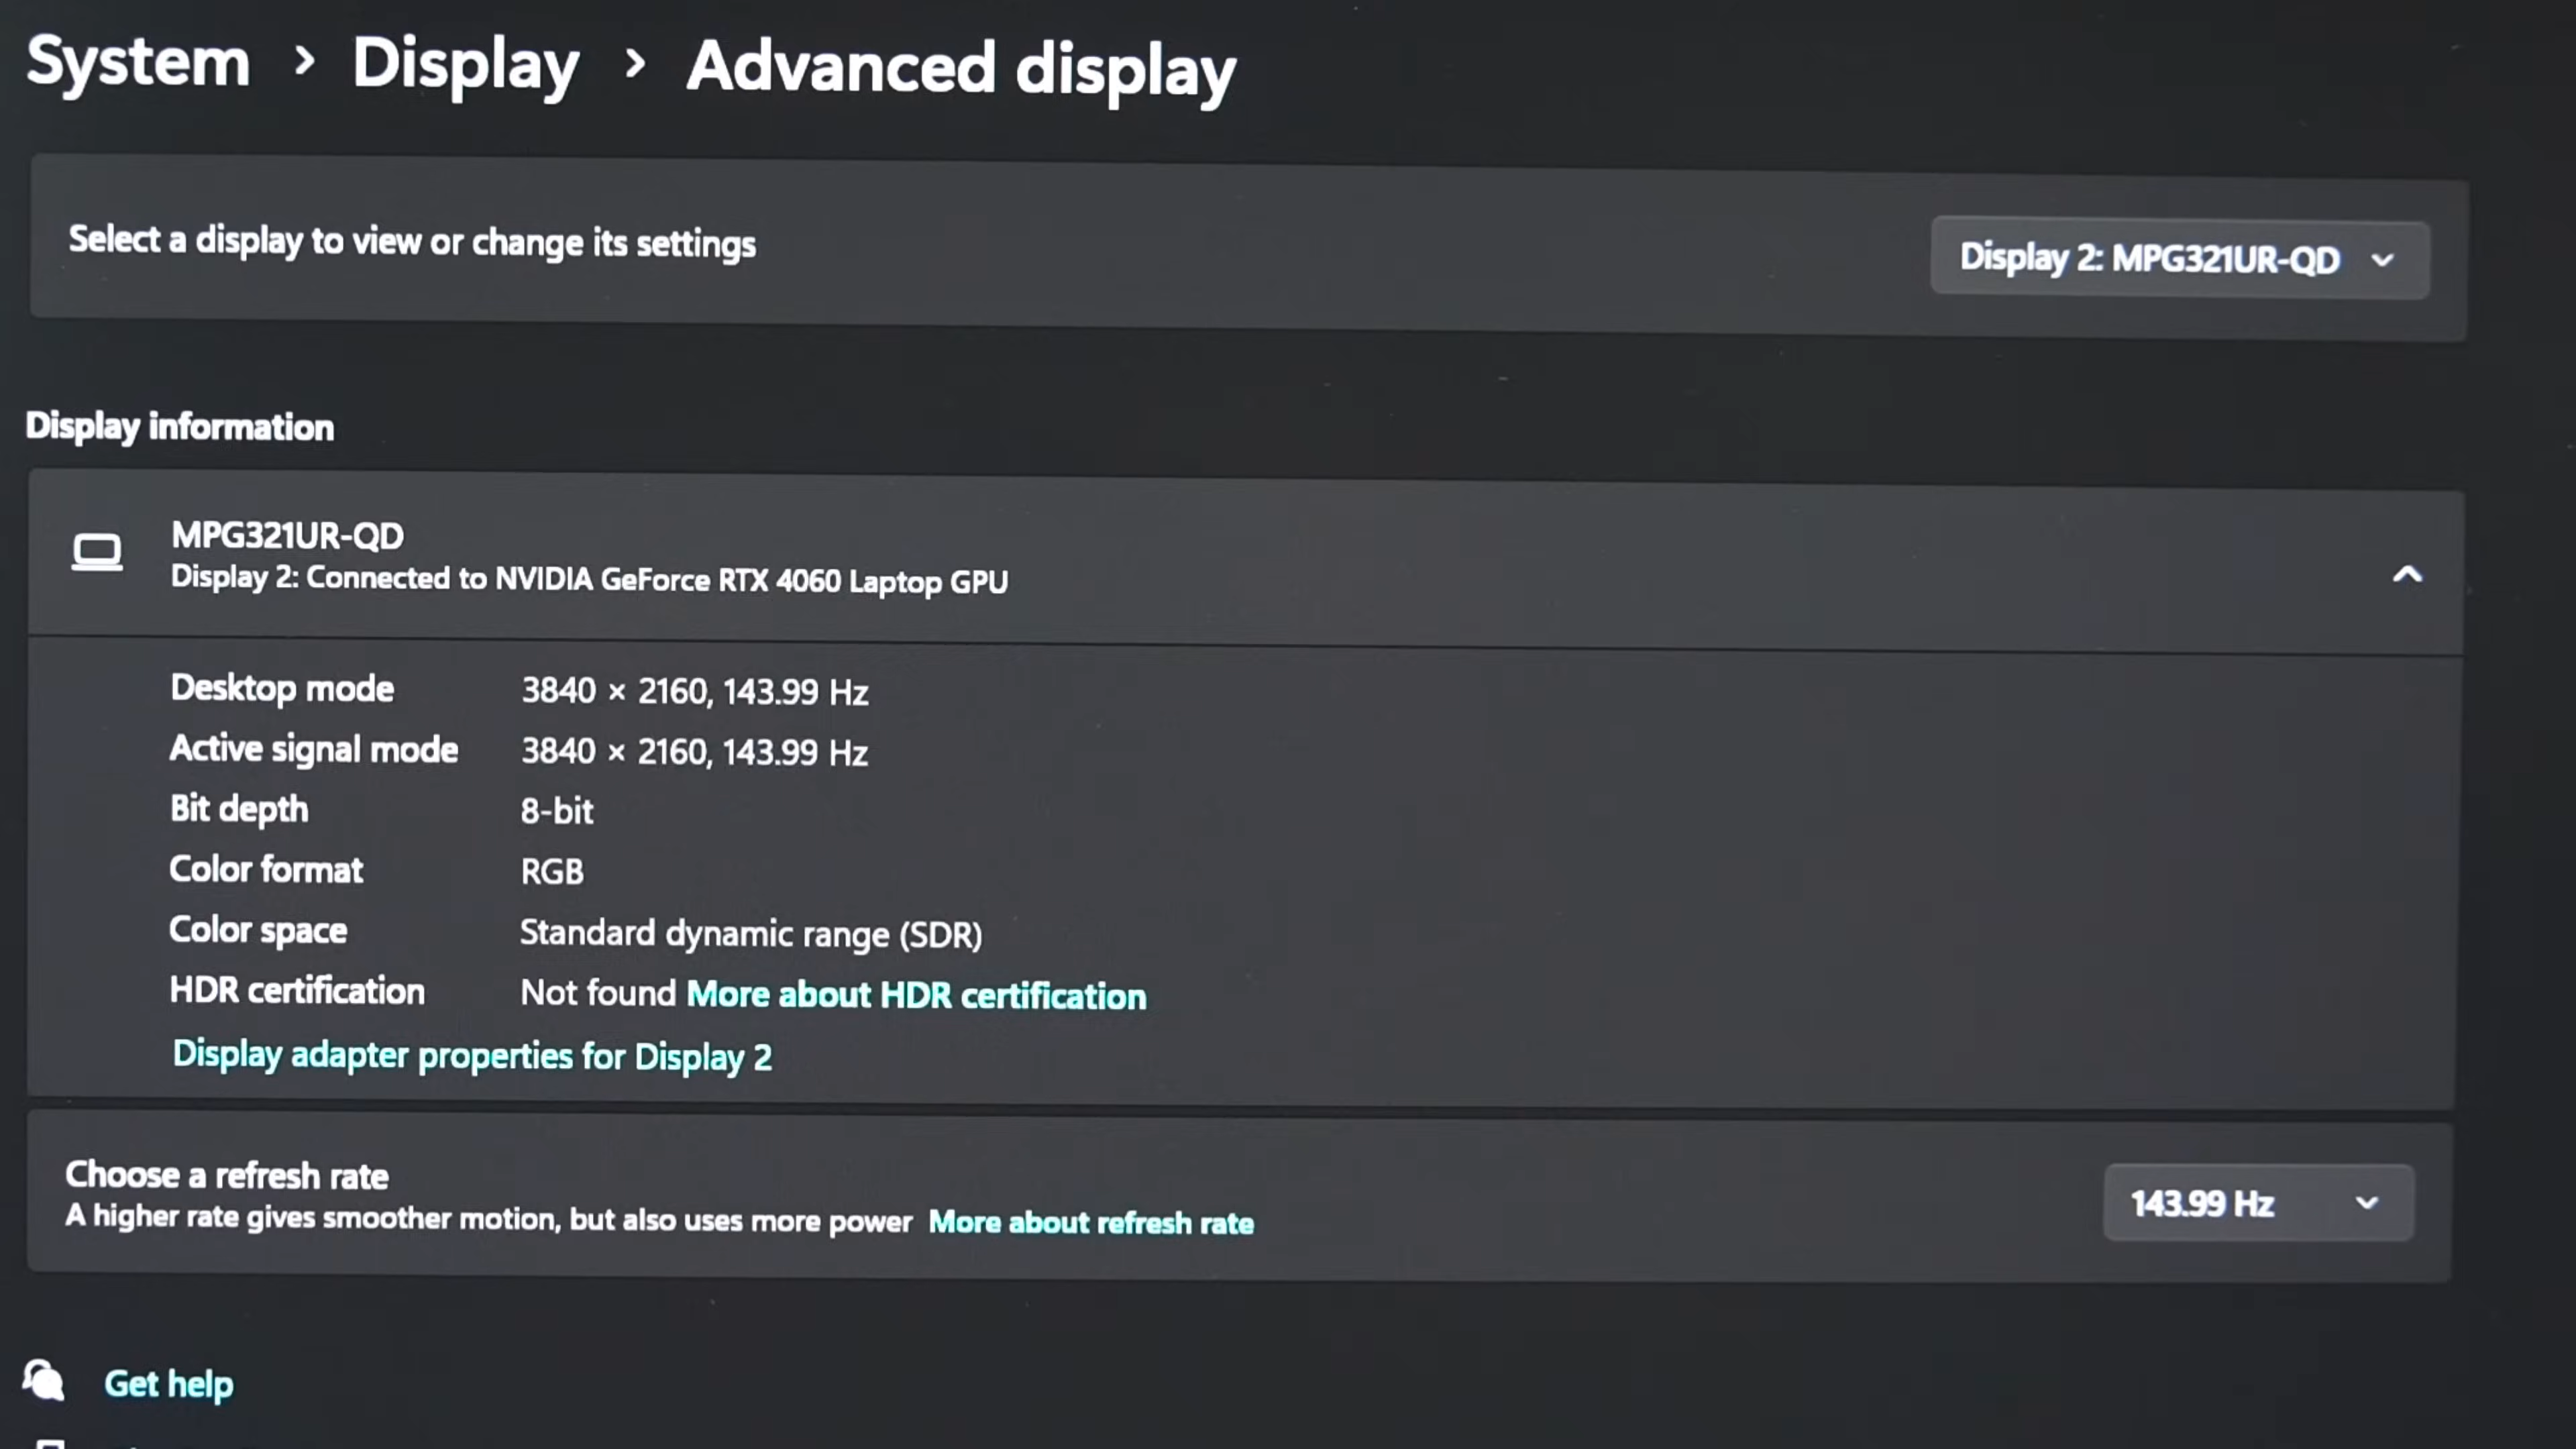 System > Display > Advanced display
Select a display to view or change its settings
Display 2: MPG321UR-QD
Display information
MPG321UR-QD
Display 2: Connected to NVIDIA GeForce RTX 4060 Laptop GPU
Desktop mode 3840 × 2160, 143.99 Hz
Active signal mode 3840 × 2160, 143.99 Hz
Bit depth 8-bit
Color format RGB
Color space Standard dynamic range (SDR)
HDR certification Not found More about HDR certification
Display adapter properties for Display 2
Choose a refresh rate
A higher rate gives smoother motion, but also uses more power More about refresh rate
143.99 Hz
Get help